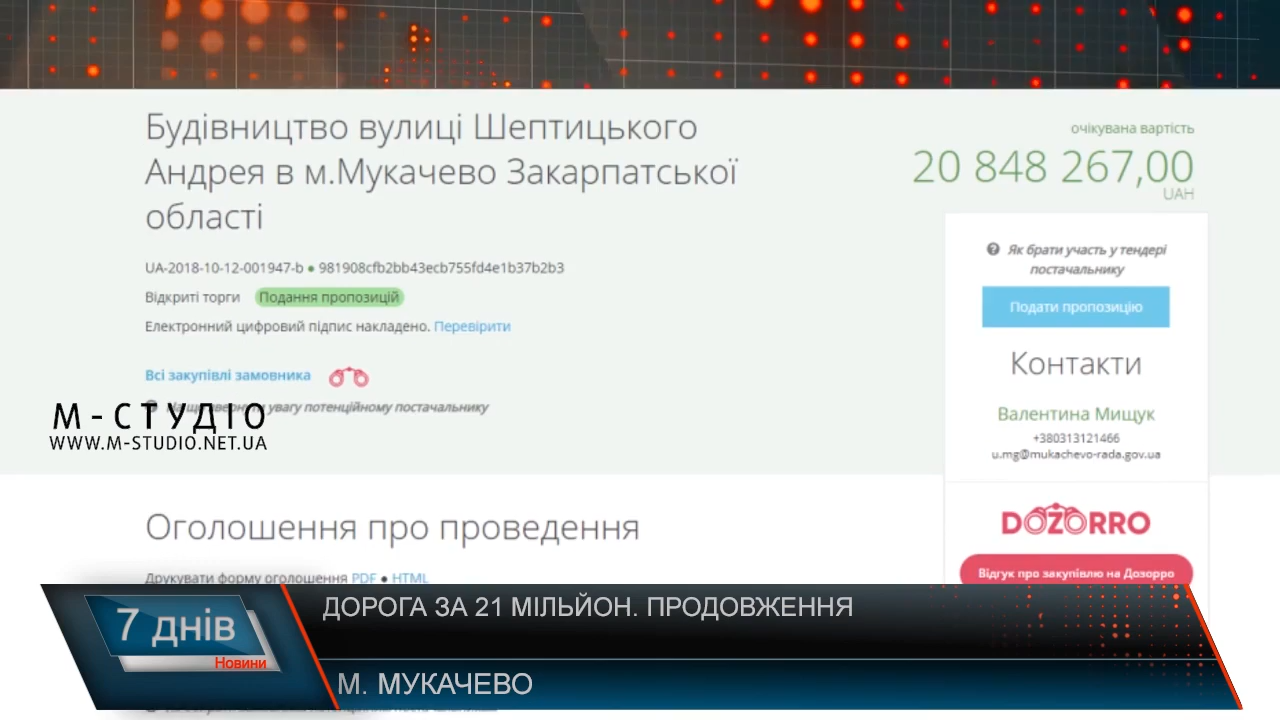 Будівництво вулиці Шептицького
Андрея в м.Мукачево Закарпатської
області
UA-2018-10-12-001947-b ● 981908cfb2bb43ecb755fd4e1b37b2b3
Відкриті торги Подання пропозицій
Електронний цифровий підпис накладено. Перевірити
Всі закупівлі замовника
На що звернути увагу потенційному постачальнику
М-СТУДІО
WWW.M-STUDIO.NET.UA
очікувана вартість
20 848 267,00
UAH
Як брати участь у тендері
постачальнику
Подати пропозицію
Контакти
Валентина Мищук
+380313121466
u.mg@mukachevo-rada.gov.ua
DOZORRO
Відгук про закупівлю на Дозорро
Оголошення про проведення
Друкувати форму оголошення PDF ● HTML
7 днів
Новини
ДОРОГА ЗА 21 МІЛЬЙОН. ПРОДОВЖЕННЯ
М. МУКАЧЕВО